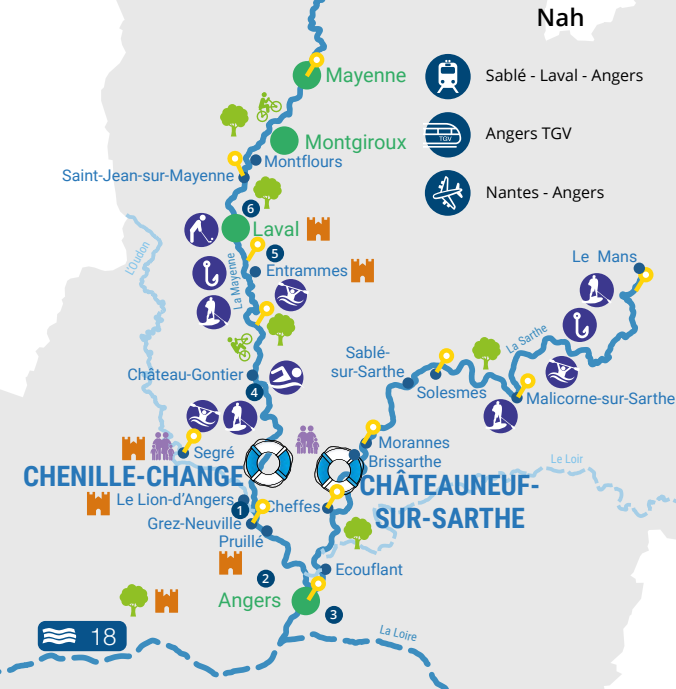 Nah
Mayenne
Sablé - Laval - Angers
Montgiroux
Angers TGV
TGV
Montflours
Saint-Jean-sur-Mayenne
Nantes - Angers
6
Laval
L'Oudon
5
Le Mans
La Mayenne
Entrammes
La Sarthe
Sablé-
sur-Sarthe
Château-Gontier
Solesmes
4
Malicorne-sur-Sarthe
Morannes
Segré
Brissarthe
Le Loir
CHENILLE-CHANGE
CHÂTEAUNEUF-
SUR-SARTHE
Le Lion-d'Angers
Cheffes
1
Grez-Neuville
Pruillé
Ecouflant
2
Angers
3
18
La Loire